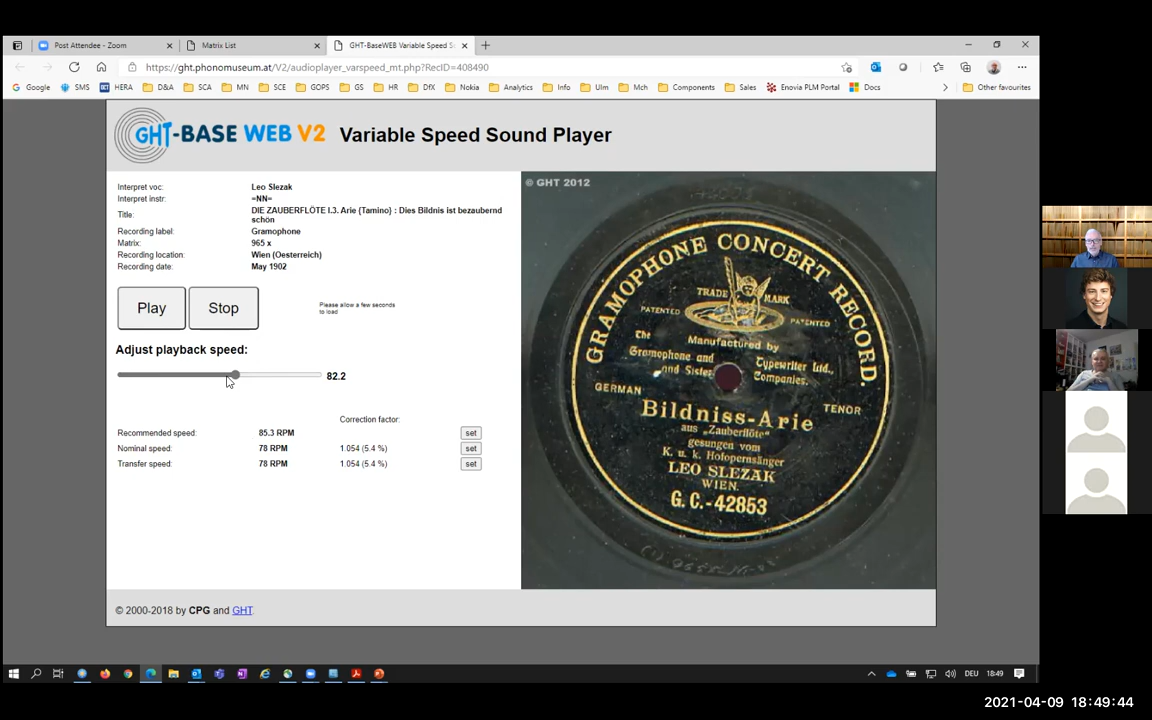 Post Attendee - Zoom
Matrix List
GHT-BaseWEB Variable Speed So
https://ght.phonomuseum.at/V2/audioplayer_varspeed_mt.php?RecID=408490
Google SMS HERA D&A SCA MN SCE GOPS GS HR DfX Nokia Analytics Info Ulm Mch Components Sales Enovia PLM Portal Docs Other favourites
GHT-BASE WEB V2 Variable Speed Sound Player
Interpret voc: Leo Slezak
Interpret instr: =NN=
Title: DIE ZAUBERFLÖTE I.3. Arie (Tamino) : Dies Bildnis ist bezaubernd
schön
Recording label: Gramophone
Matrix: 965 x
Recording location: Wien (Oesterreich)
Recording date: May 1902
Play Stop Please allow a few seconds
to load
Adjust playback speed:
82.2
Correction factor:
Recommended speed: 85.3 RPM set
Nominal speed: 78 RPM 1.054 (5.4 %) set
Transfer speed: 78 RPM 1.054 (5.4 %) set
© GHT 2012
GRAMOPHONE CONCERT RECORD.
TRADE MARK
PATENTED PATENTED
The Manufactured by
Gramophone and Typewriter Ltd.,
and Sister Companies.
GERMAN TENOR
Bildniss-Arie
aus „Zauberflöte"
gesungen vom
K. u. k. Hofopernsänger
LEO SLEZAK
WIEN.
G.C.-42853
© 2000-2018 by CPG and GHT.
DEU 18:49
2021-04-09 18:49:44